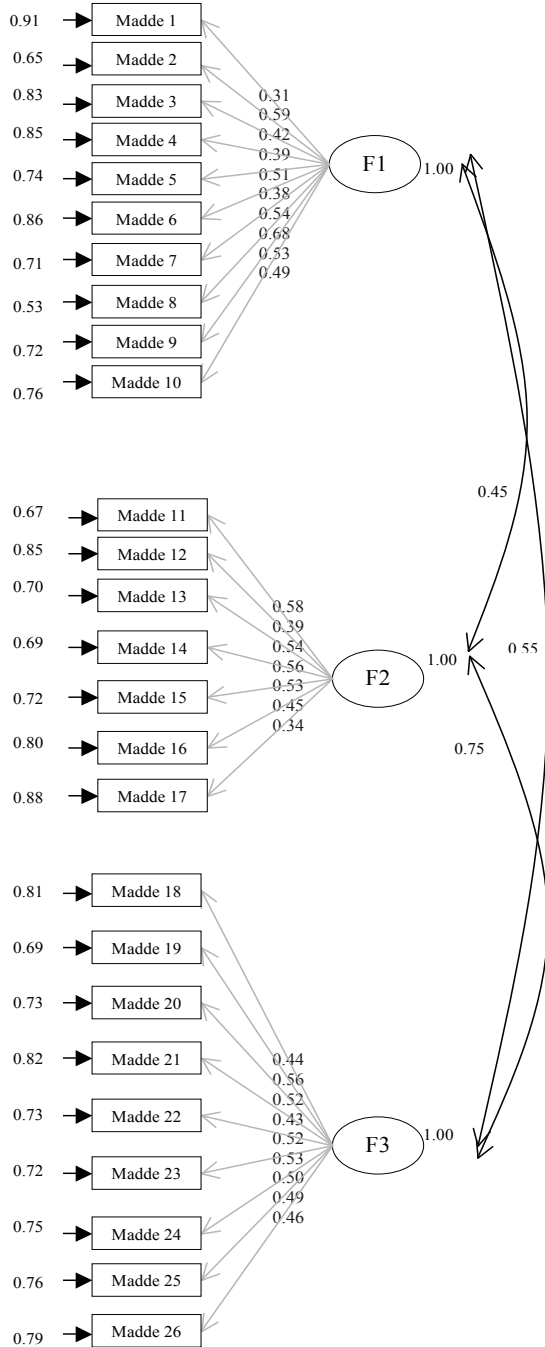 0.91 Madde 1
0.65 Madde 2
0.83 Madde 3
0.85 Madde 4
0.74 Madde 5
0.86 Madde 6
0.71 Madde 7
0.53 Madde 8
0.72 Madde 9
0.76 Madde 10
0.31
0.59
0.42
0.39
0.51
0.38
0.54
0.68
0.53
0.49
F1 1.00
0.45
0.55
0.75
0.67 Madde 11
0.85 Madde 12
0.70 Madde 13
0.69 Madde 14
0.72 Madde 15
0.80 Madde 16
0.88 Madde 17
0.58
0.39
0.54
0.56
0.53
0.45
0.34
F2 1.00
0.81 Madde 18
0.69 Madde 19
0.73 Madde 20
0.82 Madde 21
0.73 Madde 22
0.72 Madde 23
0.75 Madde 24
0.76 Madde 25
0.79 Madde 26
0.44
0.56
0.52
0.43
0.52
0.53
0.50
0.49
0.46
F3 1.00